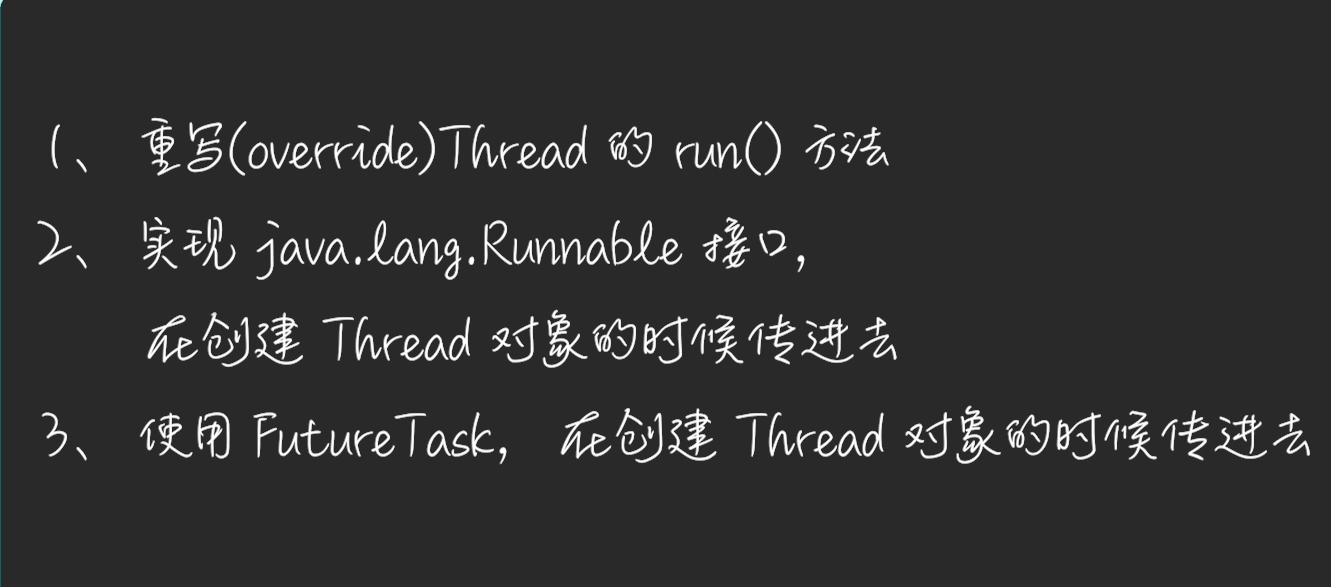 1、 重写(override)Thread 的 run() 方法
2、 实现 java.lang.Runnable 接口,
在创建 Thread 对象的时候传进去
3、 使用 FutureTask, 在创建 Thread 对象的时候传进去